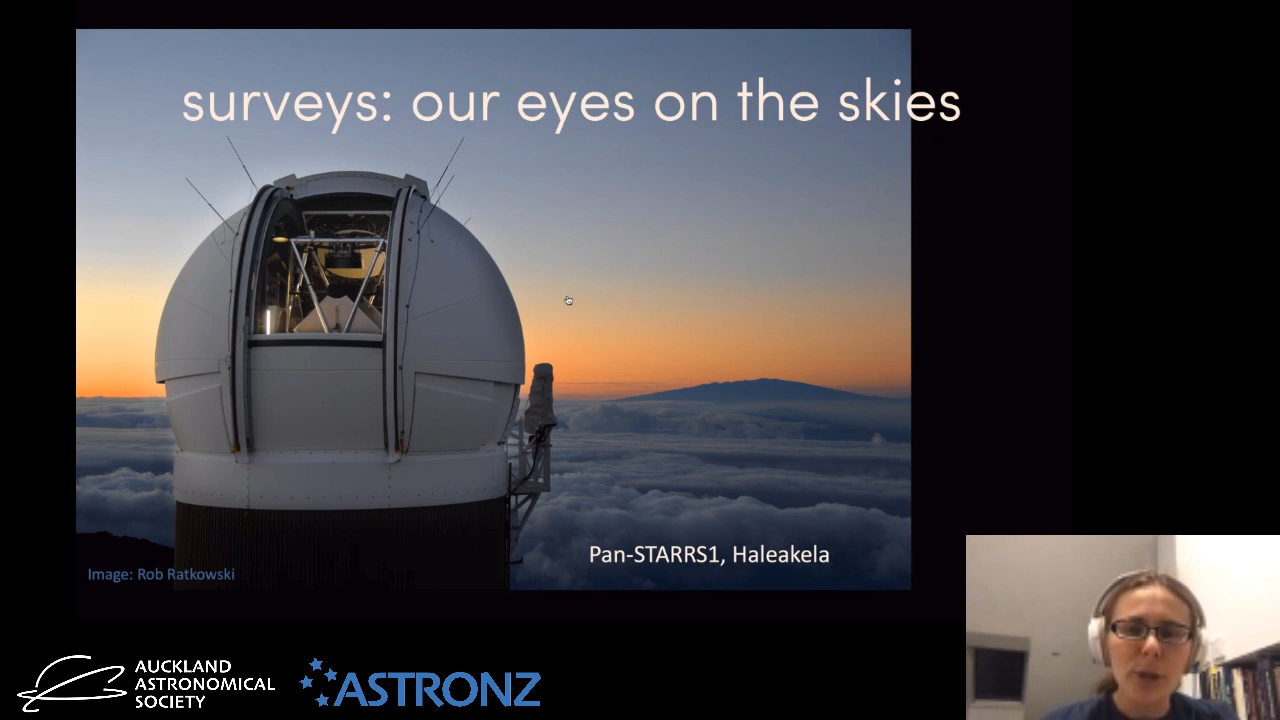 surveys: our eyes on the skies
Pan-STARRS1, Haleakela
Image: Rob Ratkowski
AUCKLAND
ASTRONOMICAL
SOCIETY
ASTRONZ